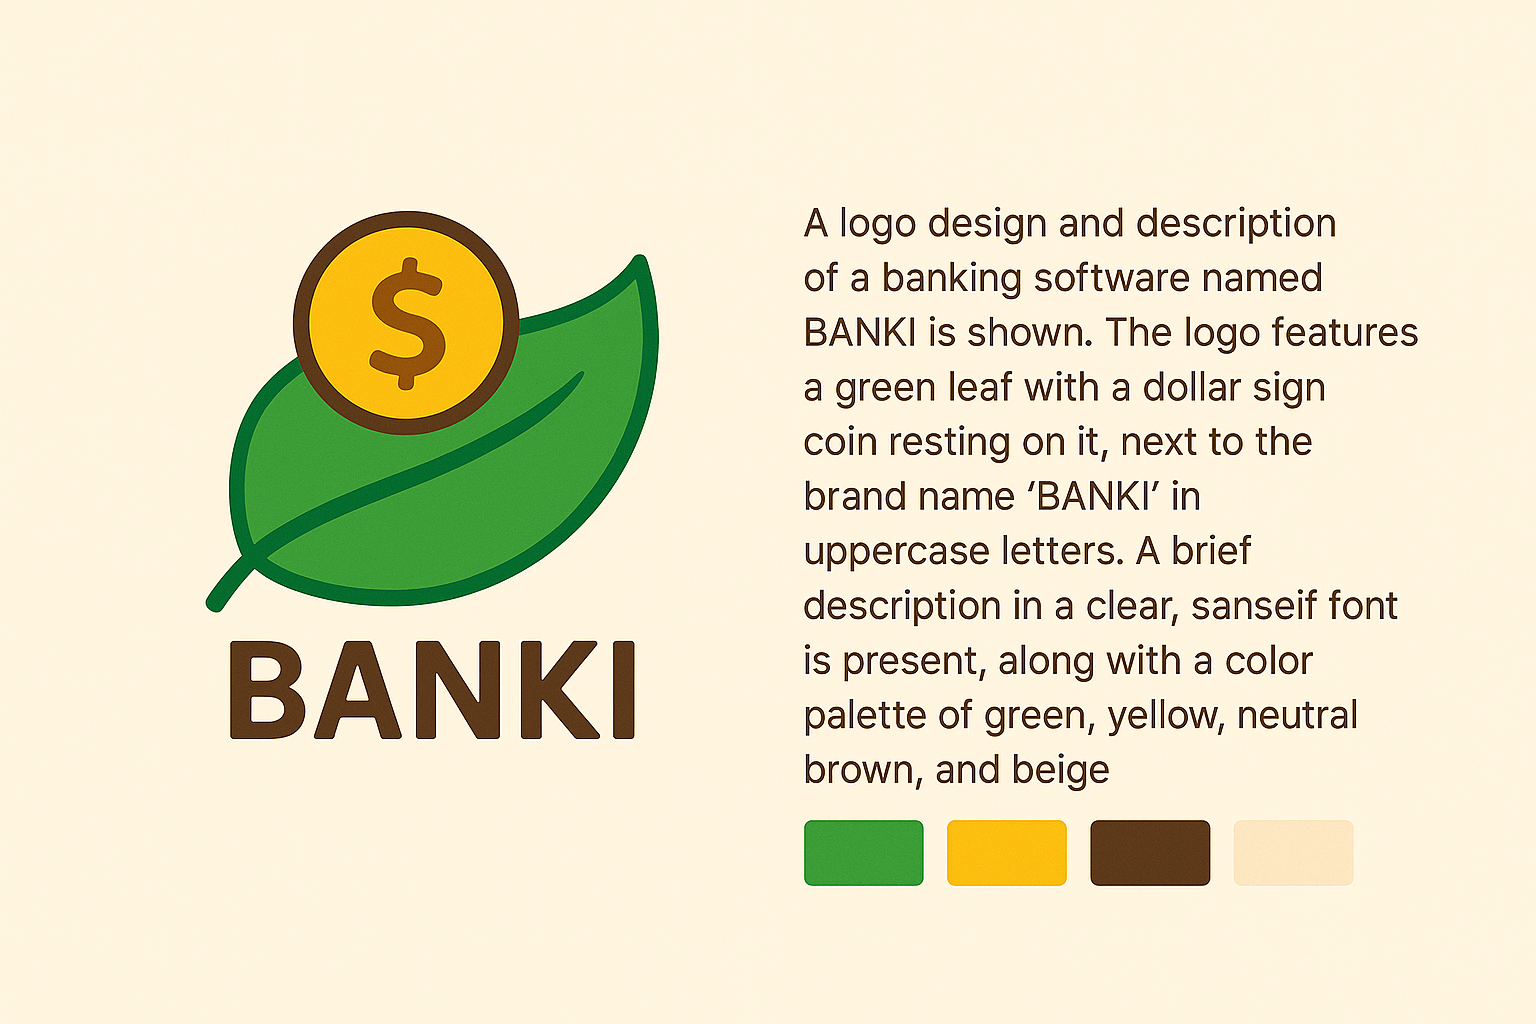 $
BANKI
A logo design and description
of a banking software named
BANKI is shown. The logo features
a green leaf with a dollar sign
coin resting on it, next to the
brand name ‘BANKI’ in
uppercase letters. A brief
description in a clear, sanseif font
is present, along with a color
palette of green, yellow, neutral
brown, and beige